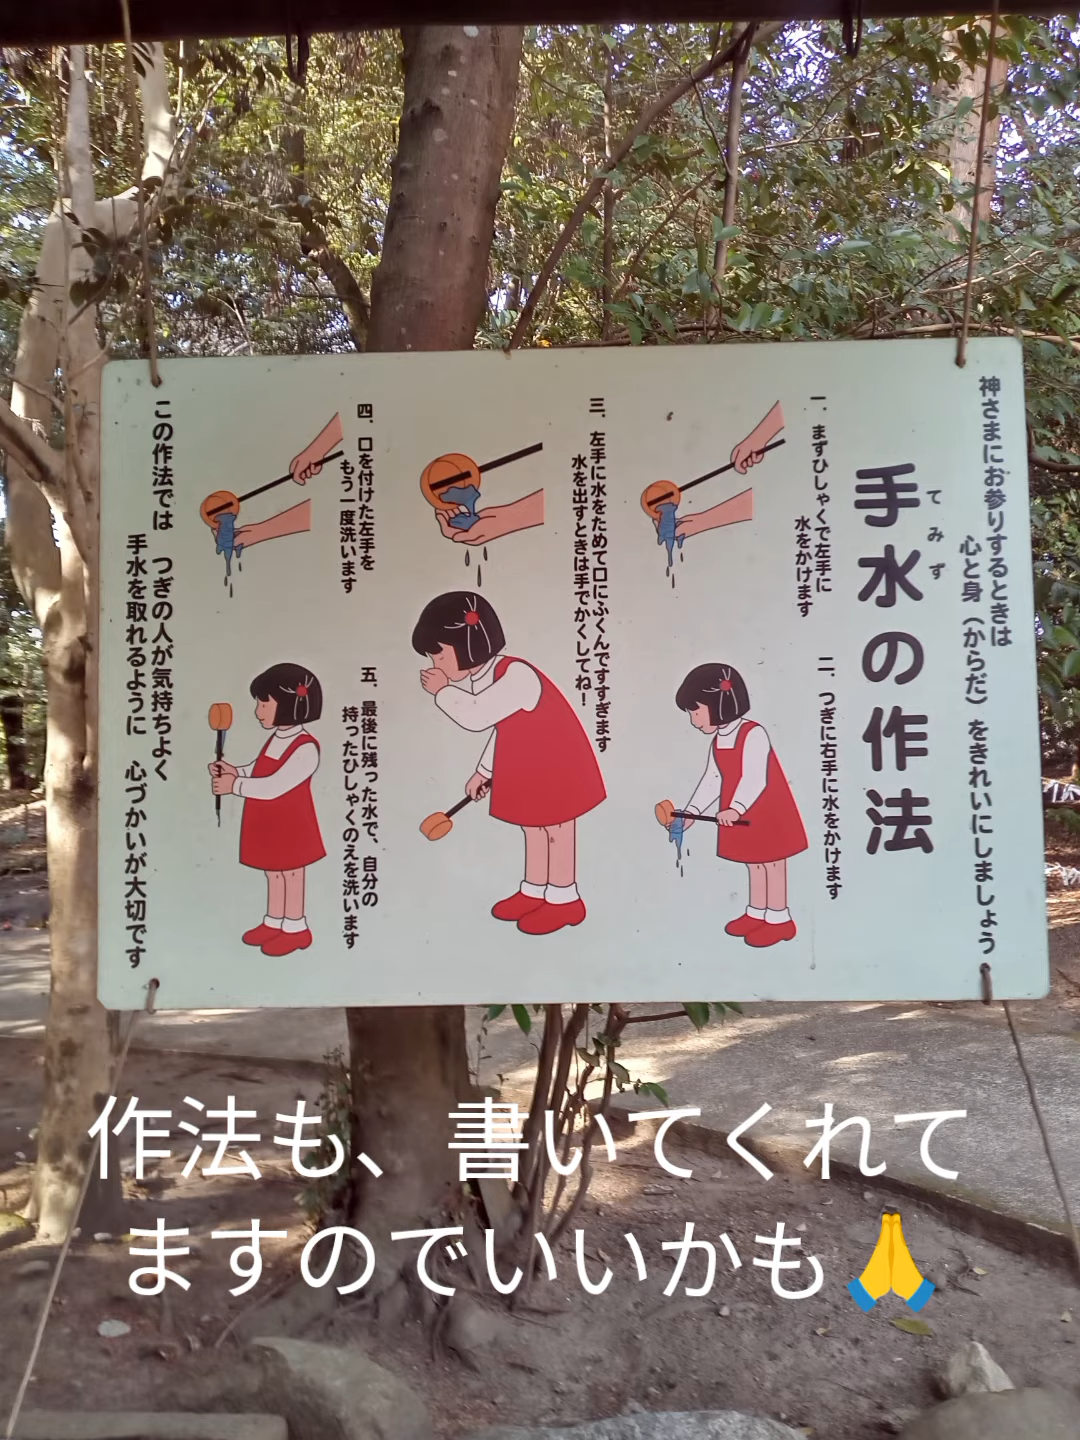 神さまにお参りするときは
心と身（からだ）をきれいにしましょう
手水の作法
てみず
一、まずひしゃくで左手に
水をかけます
二、つぎに右手に水をかけます
三、左手に水をためて口にふくんですすぎます
水を出すときは手でかくしてね！
四、口を付けた左手を
もう一度洗います
五、最後に残った水で、自分の
持ったひしゃくのえを洗います
この作法では　つぎの人が気持ちよく
手水を取れるように　心づかいが大切です
作法も、書いてくれて
ますのでいいかも🙏